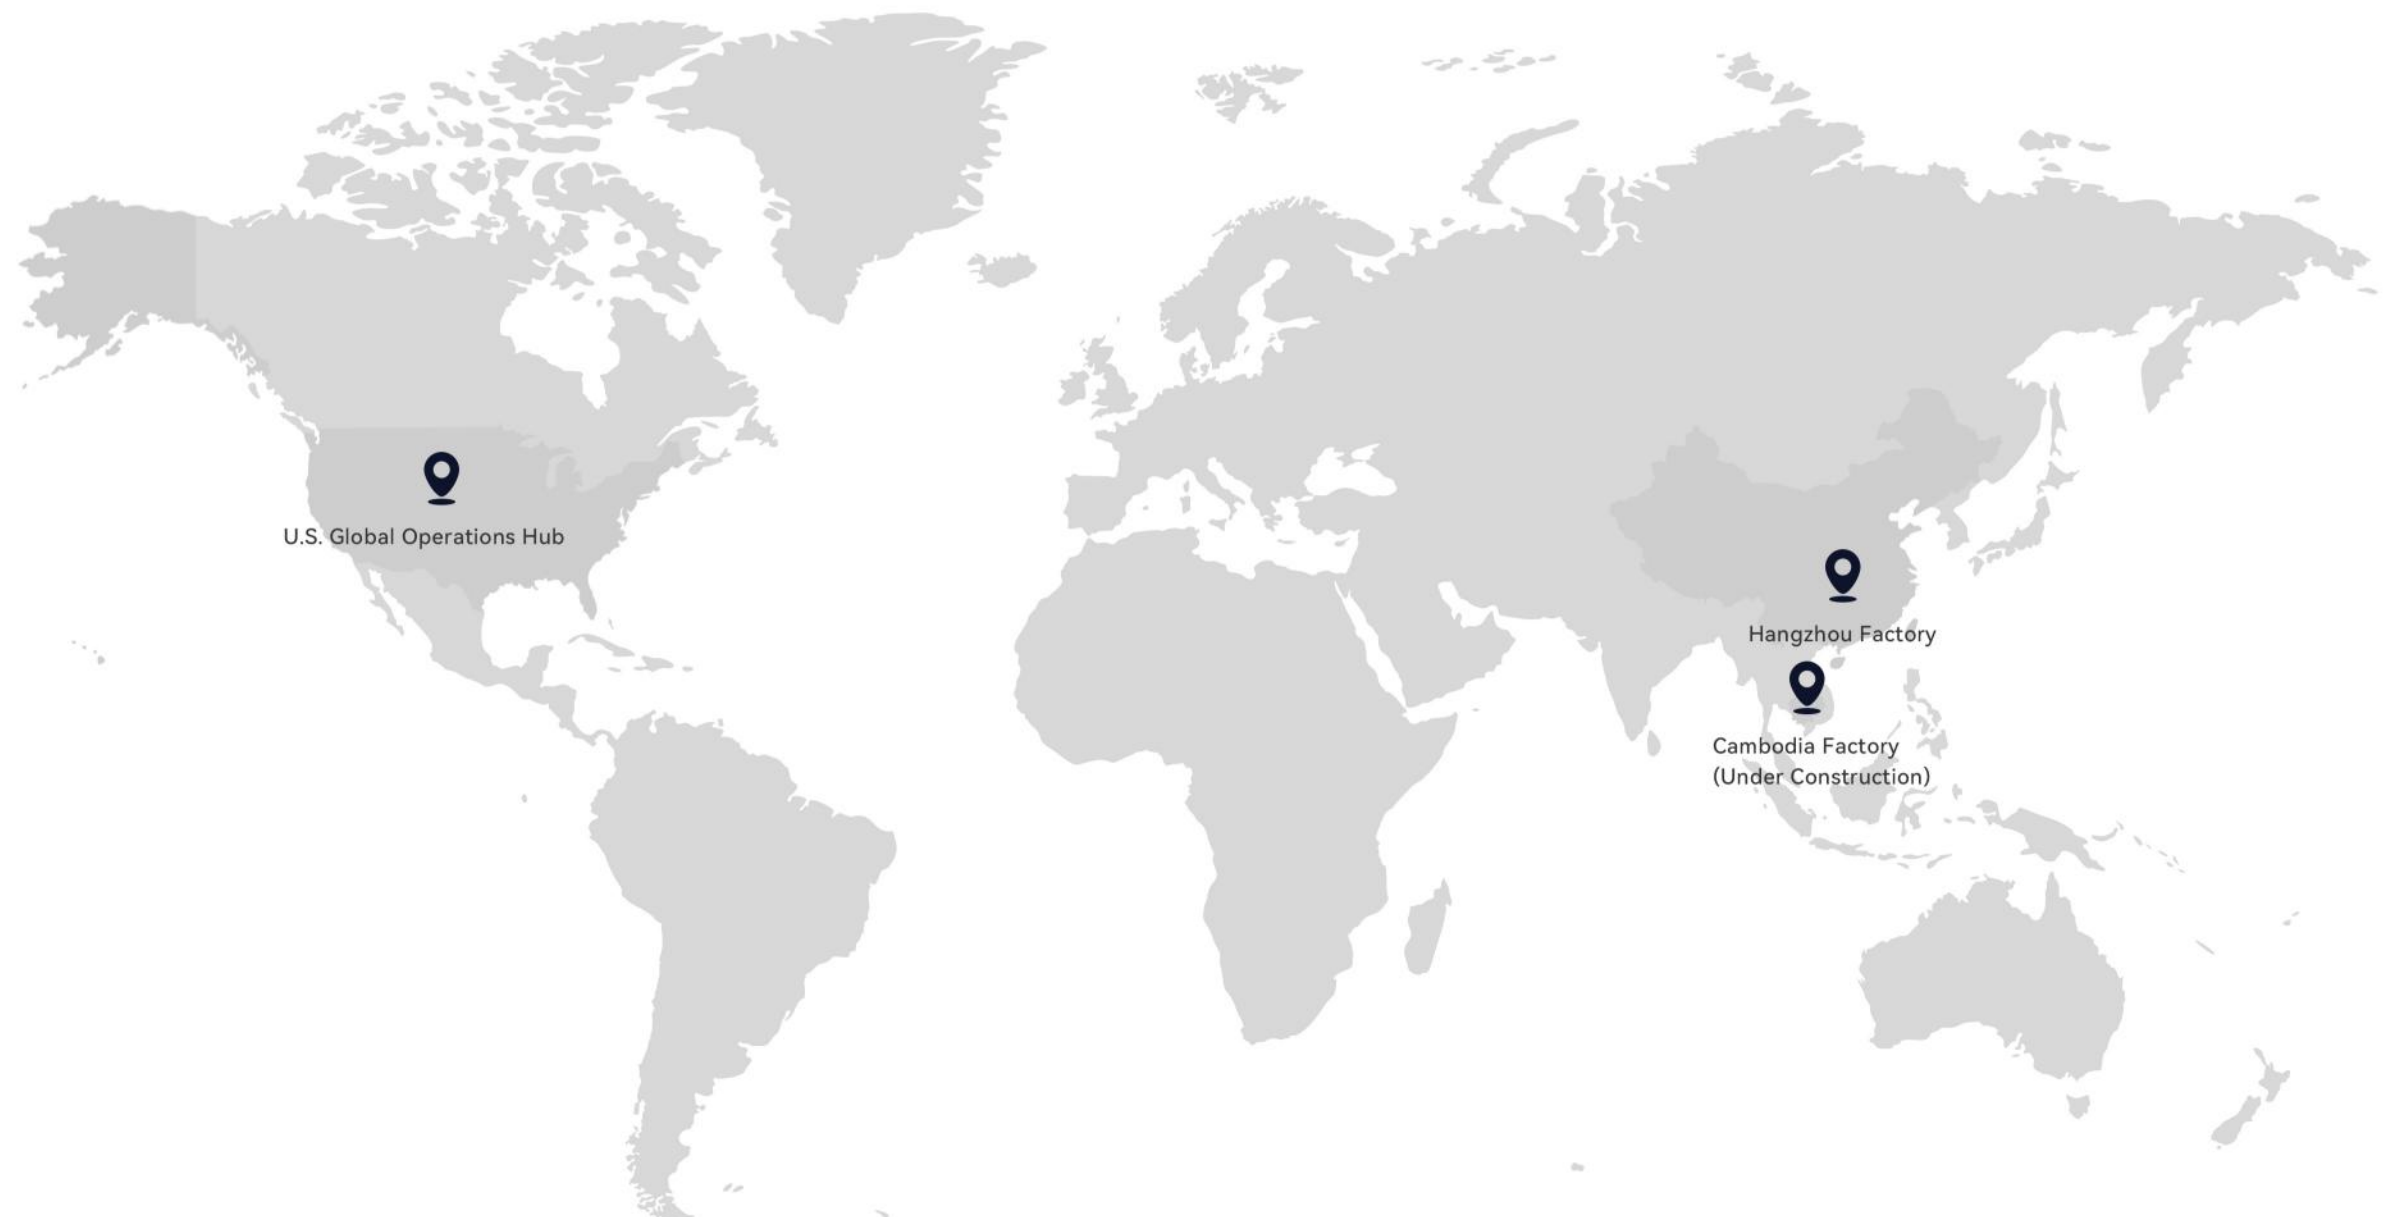 U.S. Global Operations Hub
Hangzhou Factory
Cambodia Factory
(Under Construction)